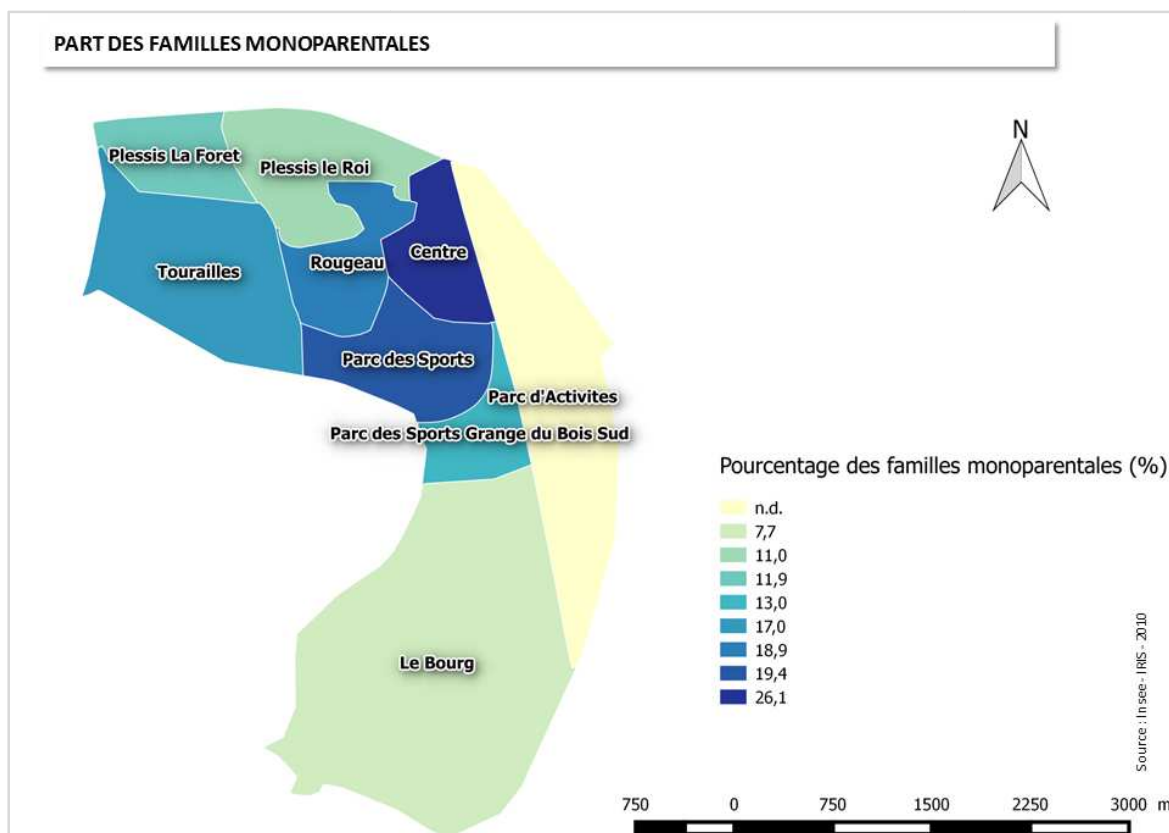 PART DES FAMILLES MONOPARENTALES
N
Plessis La Foret
Plessis le Roi
Tourailles
Rougeau
Centre
Parc des Sports
Parc d'Activites
Parc des Sports Grange du Bois Sud
Le Bourg
Pourcentage des familles monoparentales (%)
n.d.
7,7
11,0
11,9
13,0
17,0
18,9
19,4
26,1
Source : Insee - IRIS - 2010
750 0 750 1500 2250 3000 m